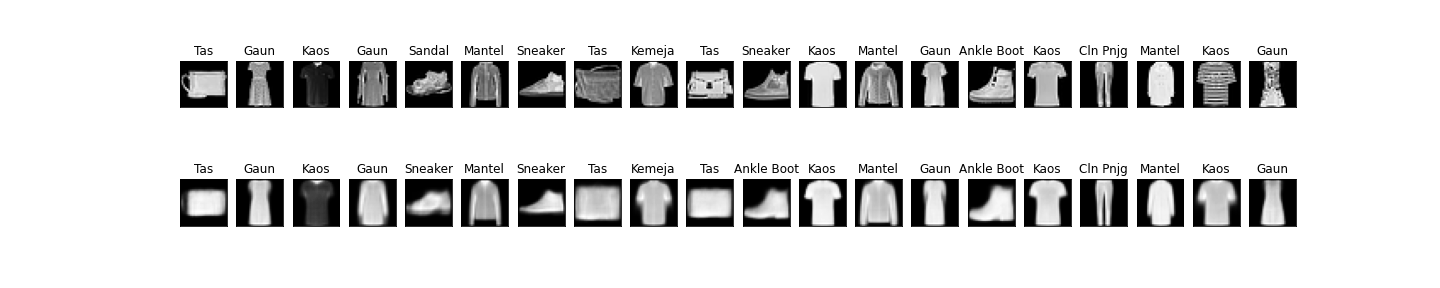 Tas Gaun Kaos Gaun Sandal Mantel Sneaker Tas Kemeja Tas Sneaker Kaos Mantel Gaun Ankle Boot Kaos Cln Pnjg Mantel Kaos Gaun
Tas Gaun Kaos Gaun Sneaker Mantel Sneaker Tas Kemeja Tas Ankle Boot Kaos Mantel Gaun Ankle Boot Kaos Cln Pnjg Mantel Kaos Gaun